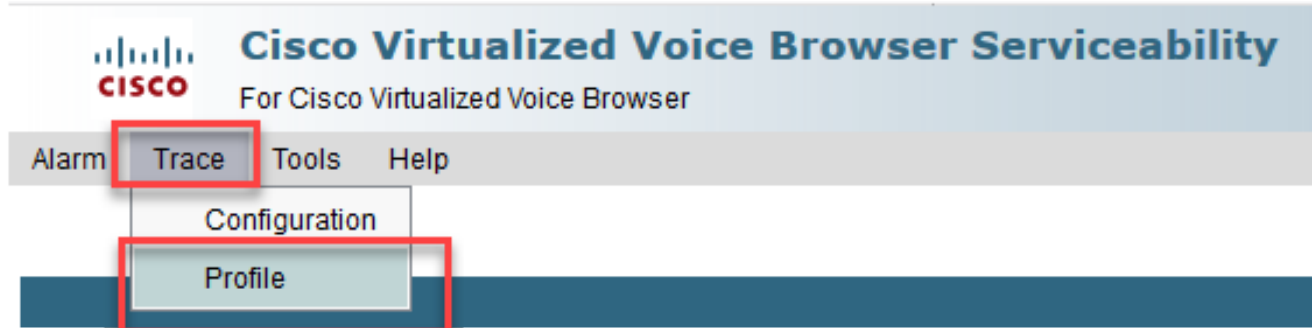 CISCO
Cisco Virtualized Voice Browser Serviceability
For Cisco Virtualized Voice Browser
Alarm Trace Tools Help
Configuration
Profile